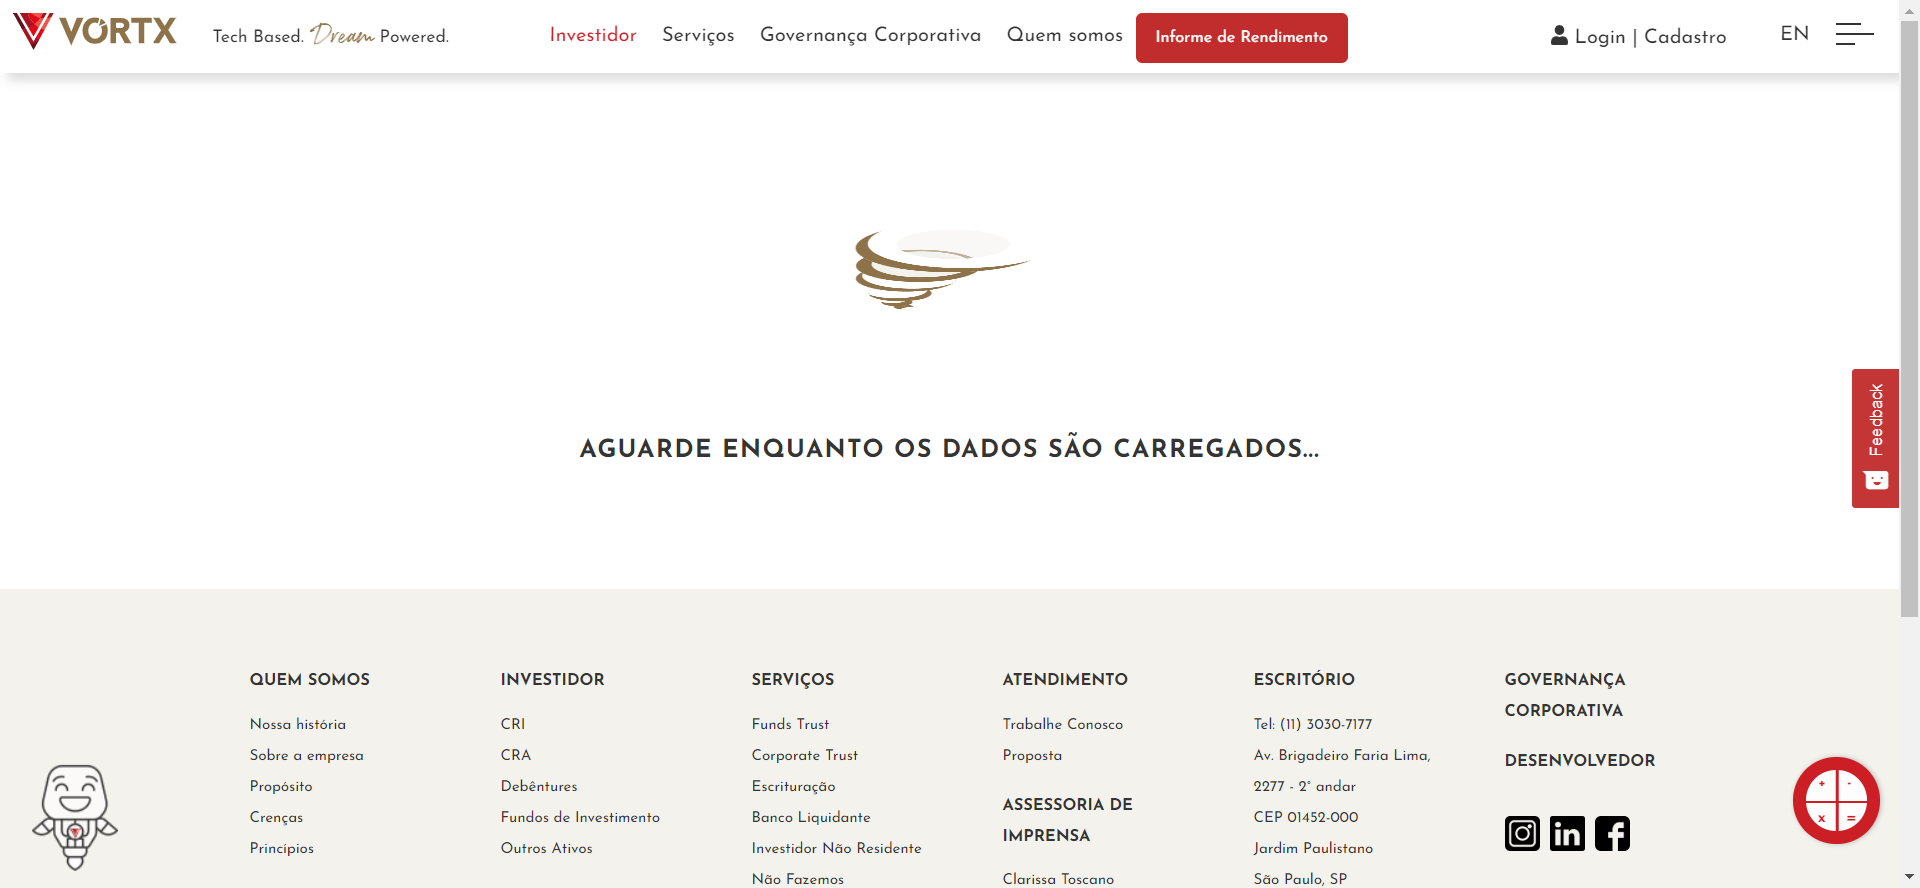 VÓRTX
Tech Based. Dream Powered.
Investidor
Serviços
Governança Corporativa
Quem somos
Informe de Rendimento
Login | Cadastro
EN
AGUARDE ENQUANTO OS DADOS SÃO CARREGADOS...
Feedback
QUEM SOMOS
Nossa história
Sobre a empresa
Propósito
Crenças
Princípios
INVESTIDOR
CRI
CRA
Debêntures
Fundos de Investimento
Outros Ativos
SERVIÇOS
Funds Trust
Corporate Trust
Escrituração
Banco Liquidante
Investidor Não Residente
Não Fazemos
ATENDIMENTO
Trabalhe Conosco
Proposta
ASSESSORIA DE
IMPRENSA
Clarissa Toscano
ESCRITÓRIO
Tel: (11) 3030-7177
Av. Brigadeiro Faria Lima,
2277 - 2° andar
CEP 01452-000
Jardim Paulistano
São Paulo, SP
GOVERNANÇA
CORPORATIVA
DESENVOLVEDOR
in
f
+ -
x =